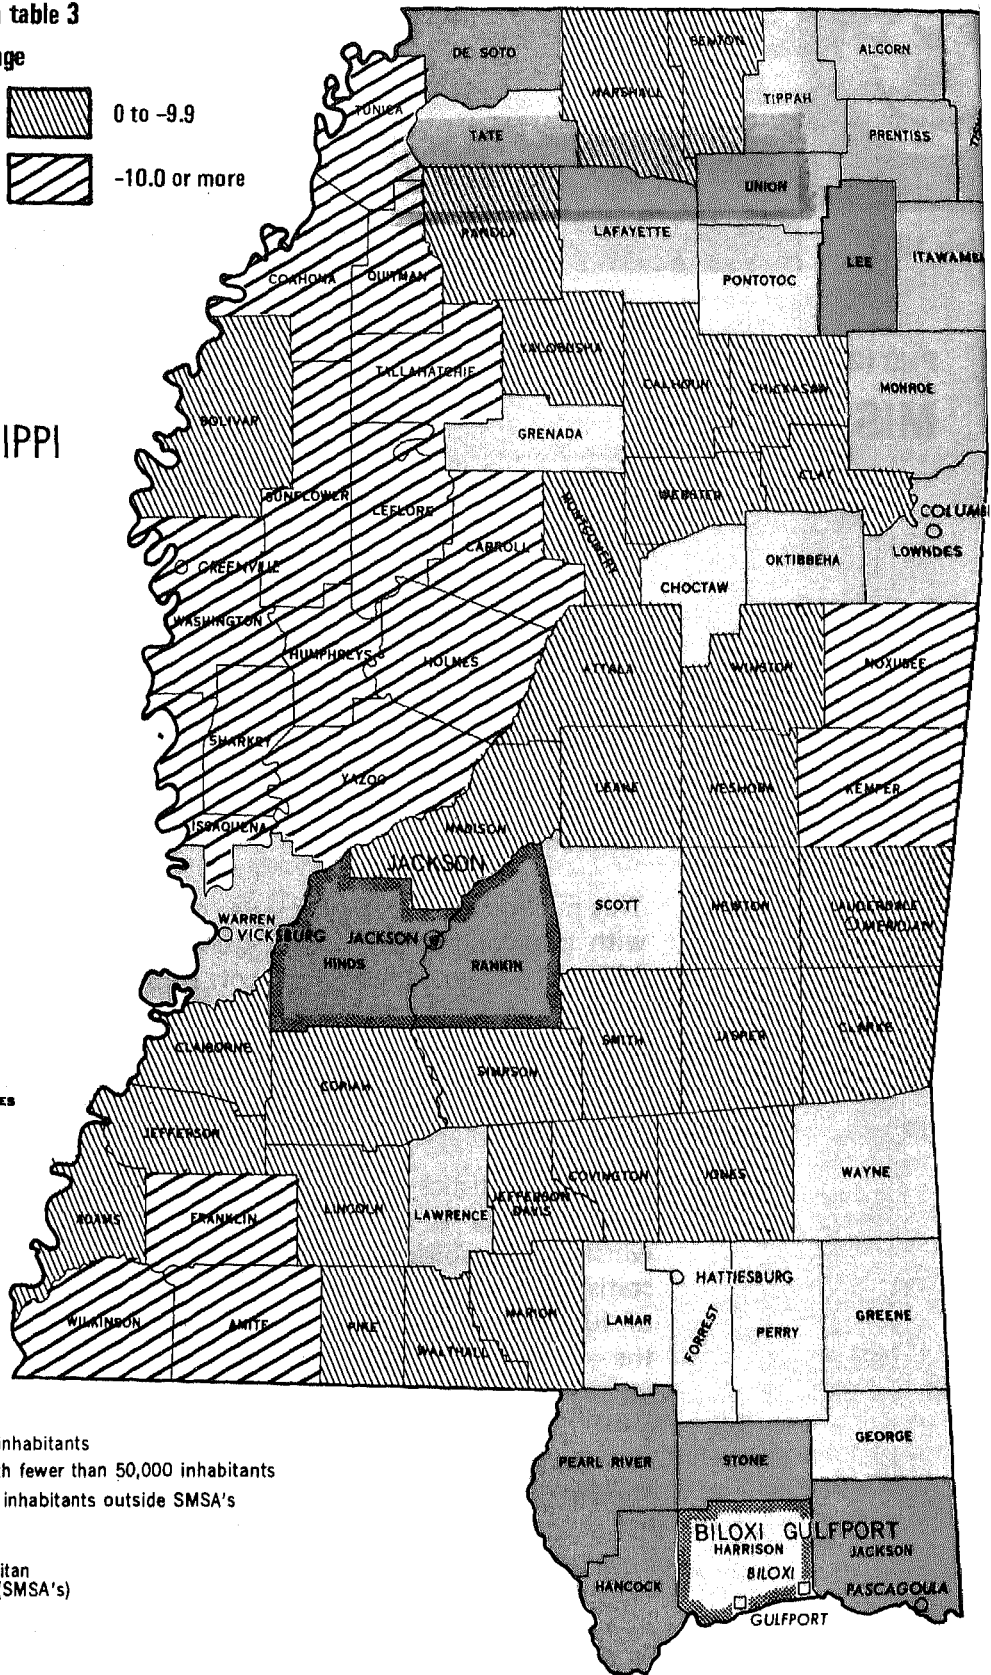 table 3
0 to -9.9
-10.0 or more
IPPI
DE SOTO
BENTON
ALCORN
TUNICA
MARSHALL
TIPPAH
TATE
PRENTISS
UNION
PANOLA
LAFAYETTE
LEE
ITAWAMB
COAHOMA
QUITMAN
PONTOTOC
YALOBUSHA
TALLAHATCHIE
CALHOUN
CHICKASAW
MONROE
BOLIVAR
GRENADA
CLAY
SUNFLOWER
WEBSTER
LEFLORE
MONTGOMERY
COLUMB
CARROLL
LOWNDES
OKTIBBEHA
GREENVILLE
CHOCTAW
WASHINGTON
HUMPHREYS
HOLMES
ATTALA
WINSTON
NOXUBEE
SHARKEY
YAZOO
LEAKE
NESHOBA
KEMPER
ISSAQUENA
MADISON
JACKSON
SCOTT
NEWTON
LAUDERDALE
WARREN
MERIDIAN
VICKSBURG
JACKSON
HINDS
RANKIN
CLAIBORNE
SMITH
JASPER
CLARKE
COPIAH
SIMPSON
ES
JEFFERSON
COVINGTON
JONES
WAYNE
JEFFERSON
DAVIS
ADAMS
FRANKLIN
LINCOLN
LAWRENCE
HATTIESBURG
WILKINSON
AMITE
PIKE
MARION
LAMAR
FORREST
PERRY
GREENE
WALTHALL
nhabitants
GEORGE
PEARL RIVER
STONE
h fewer than 50,000 inhabitants
inhabitants outside SMSA's
BILOXI GULFPORT
HARRISON
JACKSON
itan
BILOXI
(SMSA's)
HANCOCK
PASCAGOULA
GULFPORT